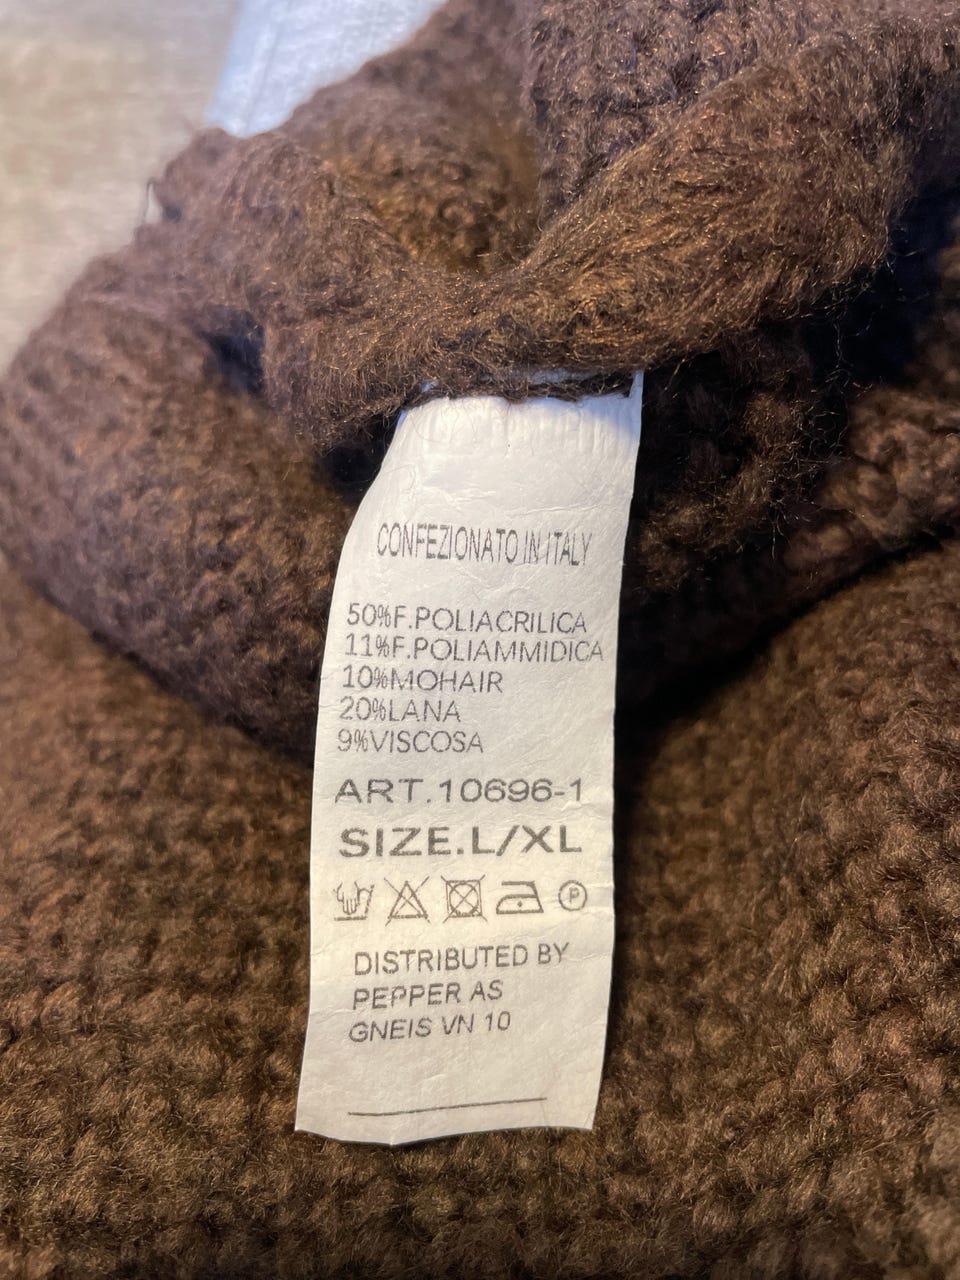 CONFEZIONATO IN ITALY
50%F.POLIACRILICA
11%F.POLIAMMIDICA
10%MOHAIR
20%LANA
9%VISCOSA
ART.10696-1
SIZE.L/XL
P
DISTRIBUTED BY
PEPPER AS
GNEIS VN 10